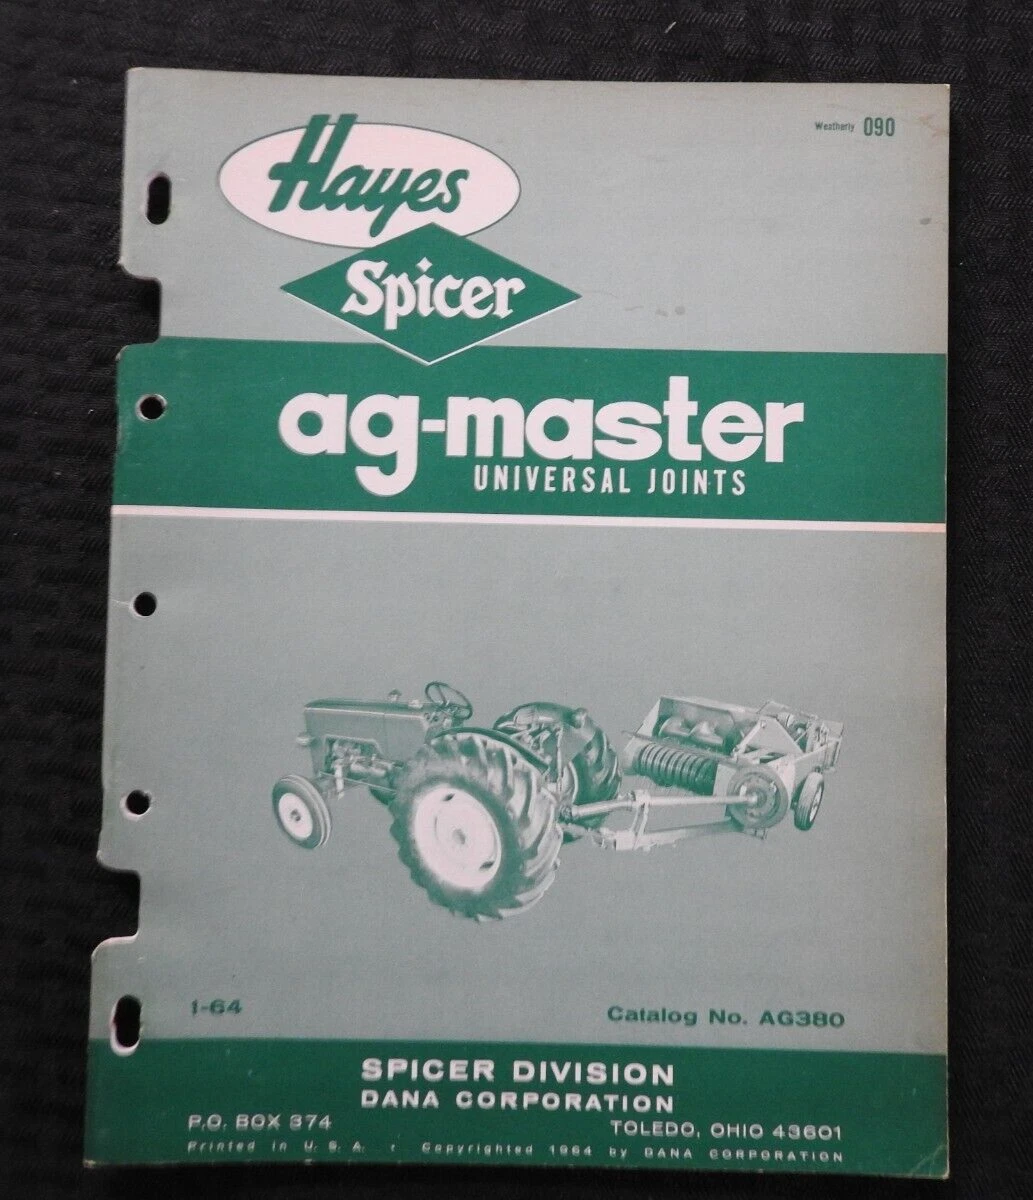 Weatherly 090
Hayes
Spicer
ag-master
UNIVERSAL JOINTS
1-64
Catalog No. AG380
SPICER DIVISION
DANA CORPORATION
P.O. BOX 374
TOLEDO, OHIO 43601
Printed in U. S. A. · Copyrighted 1964 by DANA CORPORATION